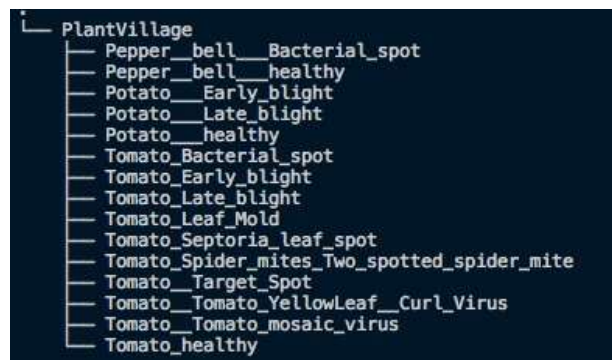 .
└── PlantVillage
    ├── Pepper__bell___Bacterial_spot
    ├── Pepper__bell___healthy
    ├── Potato___Early_blight
    ├── Potato___Late_blight
    ├── Potato___healthy
    ├── Tomato_Bacterial_spot
    ├── Tomato_Early_blight
    ├── Tomato_Late_blight
    ├── Tomato_Leaf_Mold
    ├── Tomato_Septoria_leaf_spot
    ├── Tomato_Spider_mites_Two_spotted_spider_mite
    ├── Tomato__Target_Spot
    ├── Tomato__Tomato_YellowLeaf__Curl_Virus
    ├── Tomato__Tomato_mosaic_virus
    └── Tomato_healthy